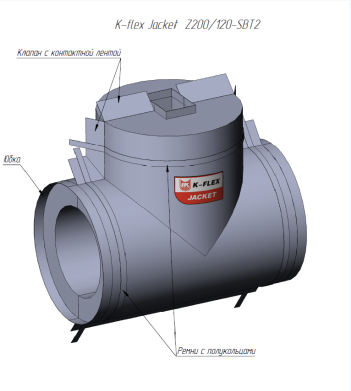 K-flex Jacket Z200/120-SBT2
Клапан с контактной лентой
Юбка
K-FLEX
JACKET
Ремни с полукольцами